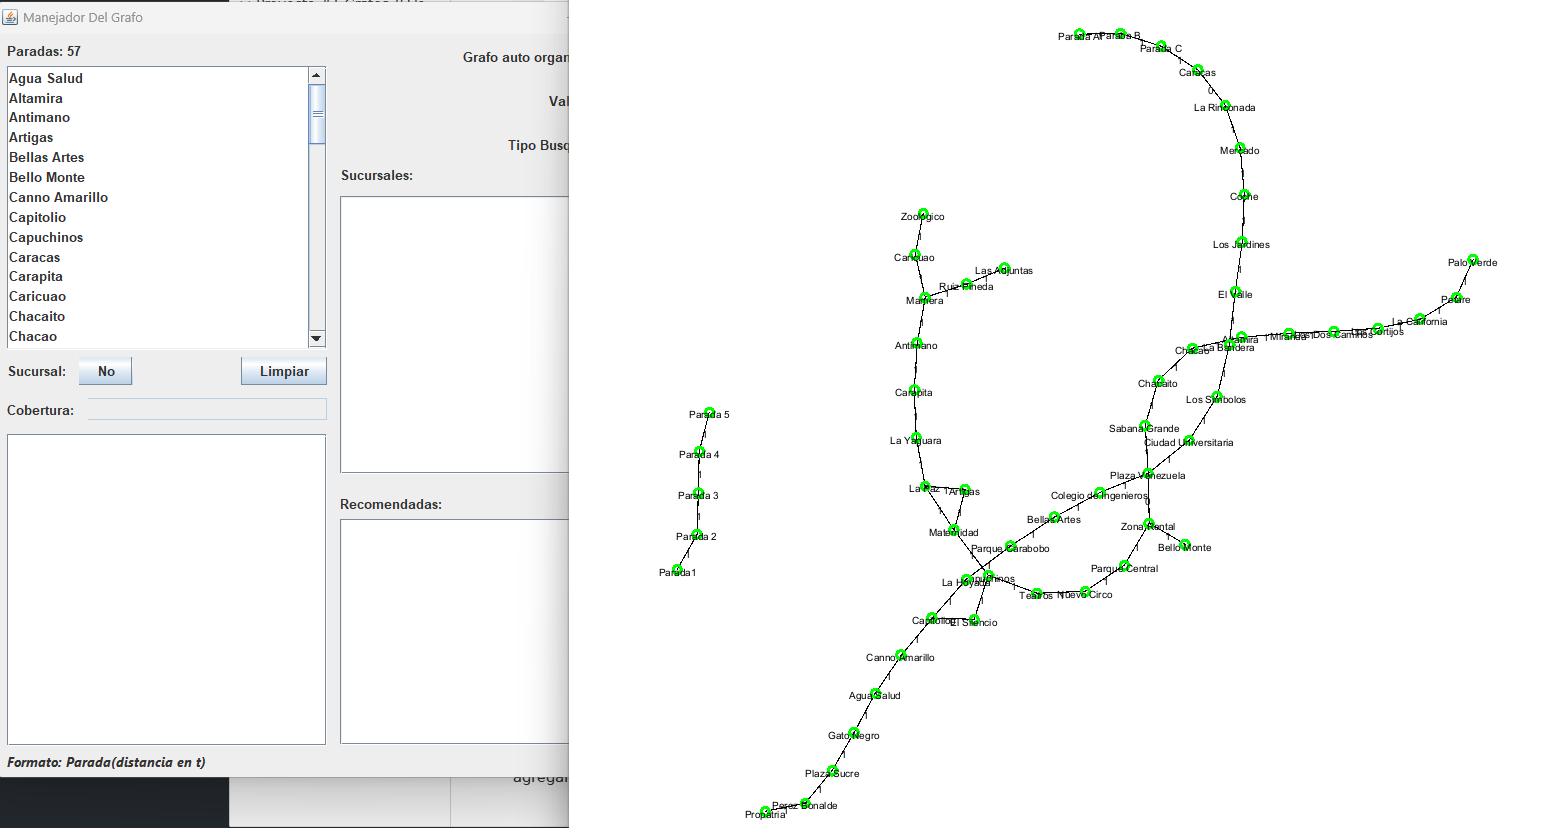 Manejador Del Grafo
Paradas: 57
Grafo auto organ
Val
Tipo Busq
Agua Salud
Altamira
Antimano
Artigas
Bellas Artes
Bello Monte
Canno Amarillo
Capitolio
Capuchinos
Caracas
Carapita
Caricuao
Chacaito
Chacao
Sucursales:
Sucursal:
No
Limpiar
Cobertura:
Recomendadas:
Formato: Parada(distancia en t)
agregar
Parada A
Parada B
Parada C
Caracas
0
La Rinconada
Mercado
Coche
Los Jardines
El Valle
Zoologico
Caricuao
Las Adjuntas
Ruiz Pineda
Mamera
Antimano
Carapita
La Yaguara
La Paz
Artigas
Maternidad
Palo Verde
Petare
La California
Los Cortijos
Los Dos Caminos
Miranda
Altamira
La Bandera
Chacao
Chacaito
Los Simbolos
Sabana Grande
Ciudad Universitaria
Plaza Venezuela
0
Colegio de Ingenieros
Bellas Artes
Zona Rental
Bello Monte
Parque Carabobo
Parque Central
La Hoyada
Capuchinos
Teatros
Nuevo Circo
Capitolio
El Silencio
Canno Amarillo
Agua Salud
Gato Negro
Plaza Sucre
Perez Bonalde
Propatria
Parada 5
Parada 4
1
Parada 3
1
Parada 2
Parada1